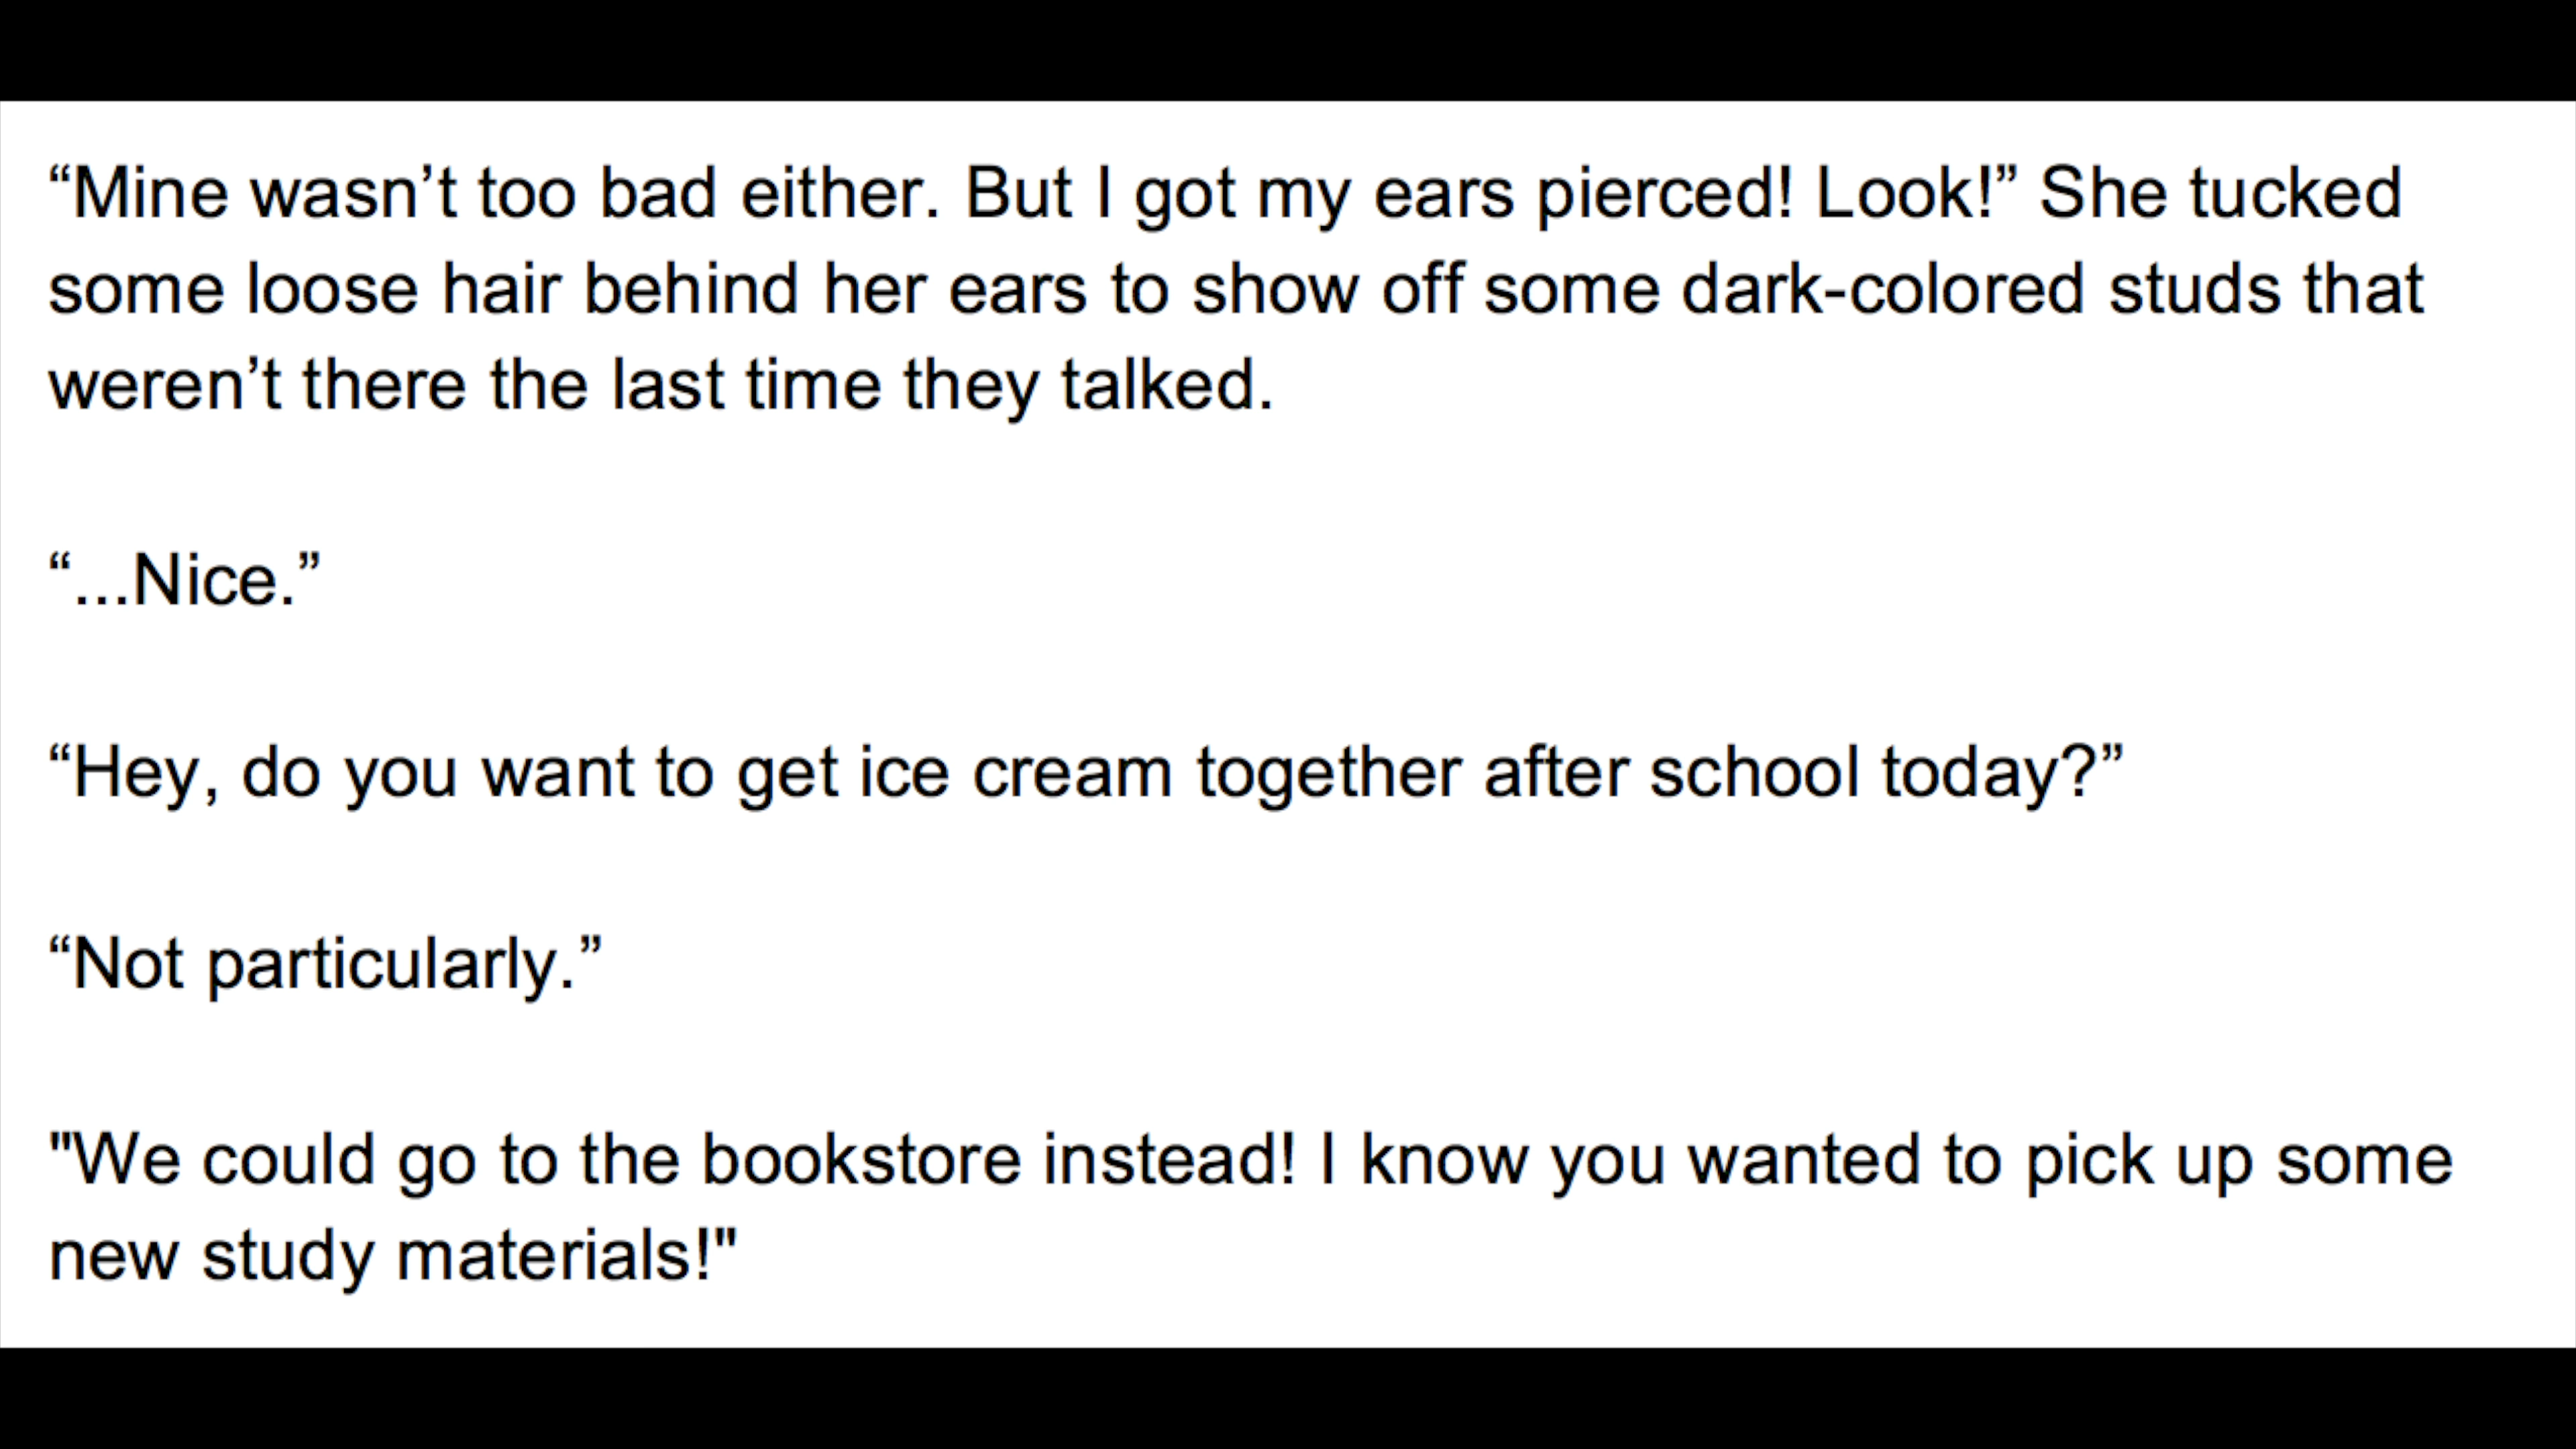 “Mine wasn’t too bad either. But I got my ears pierced! Look!” She tucked
some loose hair behind her ears to show off some dark-colored studs that
weren’t there the last time they talked.
“...Nice.”
“Hey, do you want to get ice cream together after school today?”
“Not particularly.”
"We could go to the bookstore instead! I know you wanted to pick up some
new study materials!"